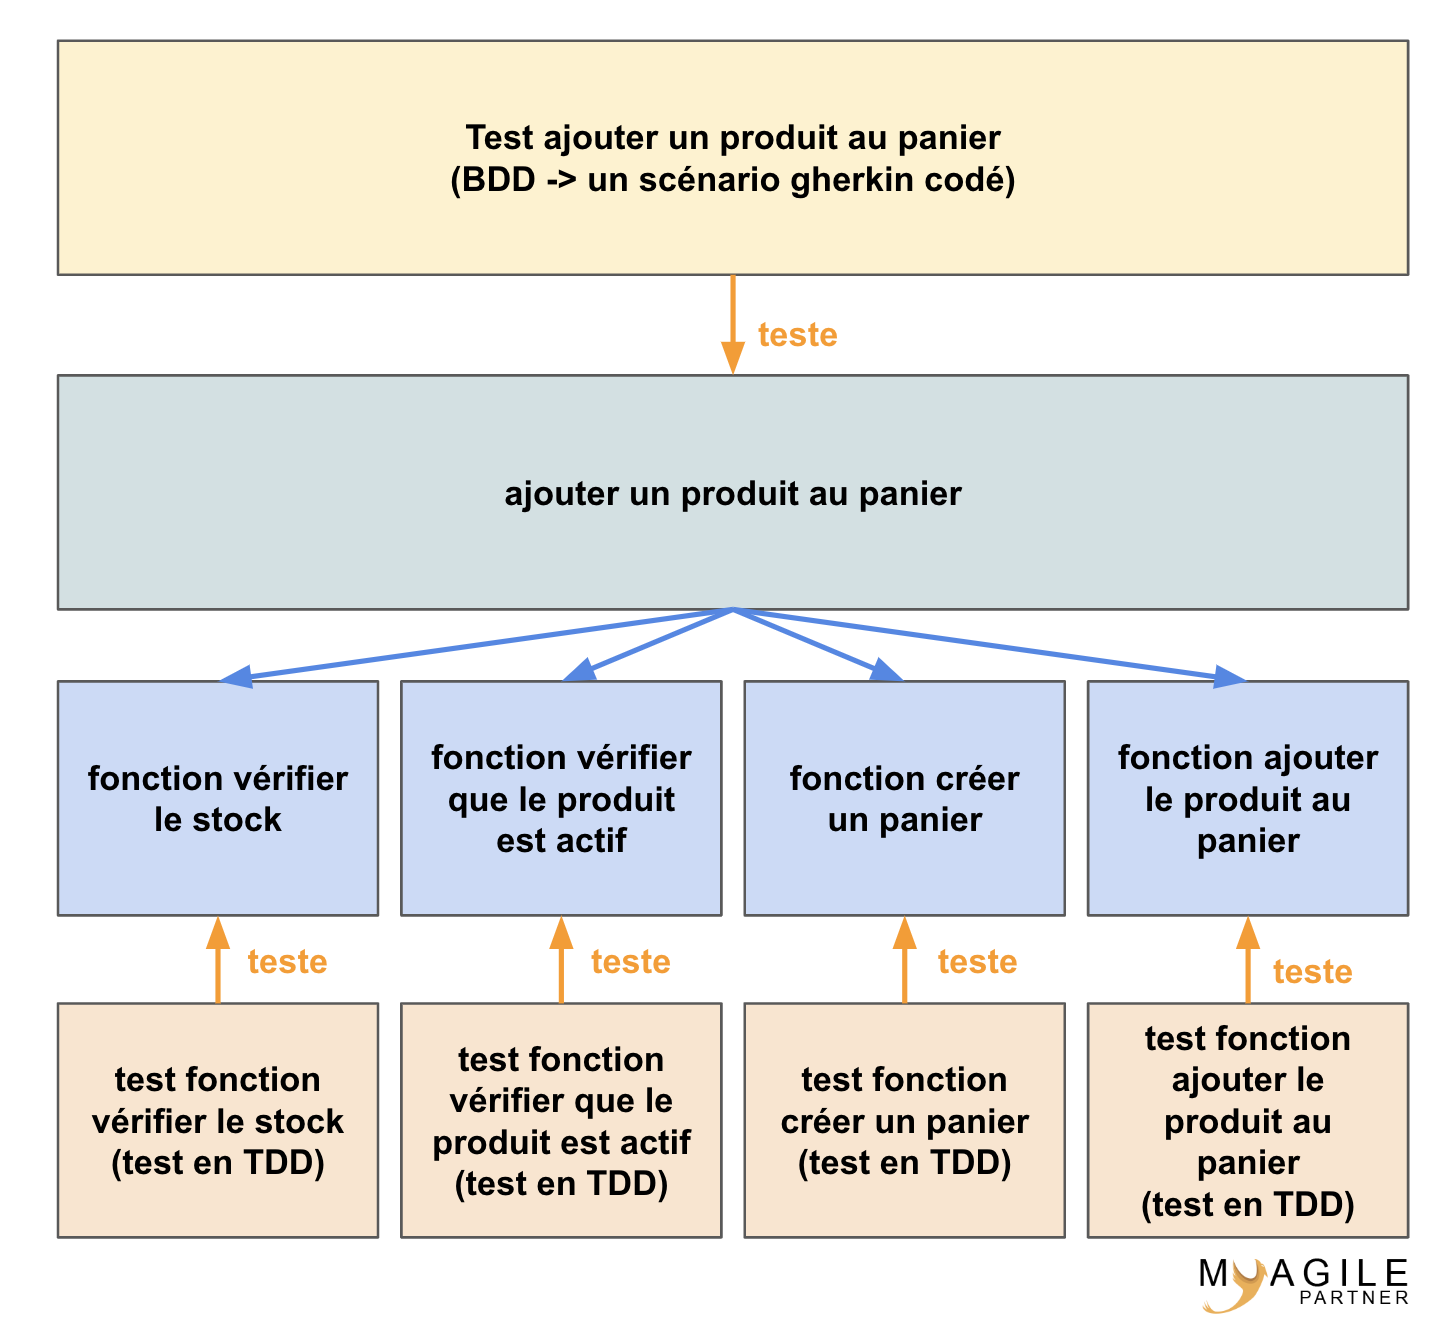 Test ajouter un produit au panier
(BDD -> un scénario gherkin codé)
teste
ajouter un produit au panier
fonction vérifier
le stock
fonction vérifier
que le produit
est actif
fonction créer
un panier
fonction ajouter
le produit au
panier
teste
teste
teste
teste
test fonction
vérifier le stock
(test en TDD)
test fonction
vérifier que le
produit est actif
(test en TDD)
test fonction
créer un panier
(test en TDD)
test fonction
ajouter le
produit au
panier
(test en TDD)
MYAGILE
PARTNER